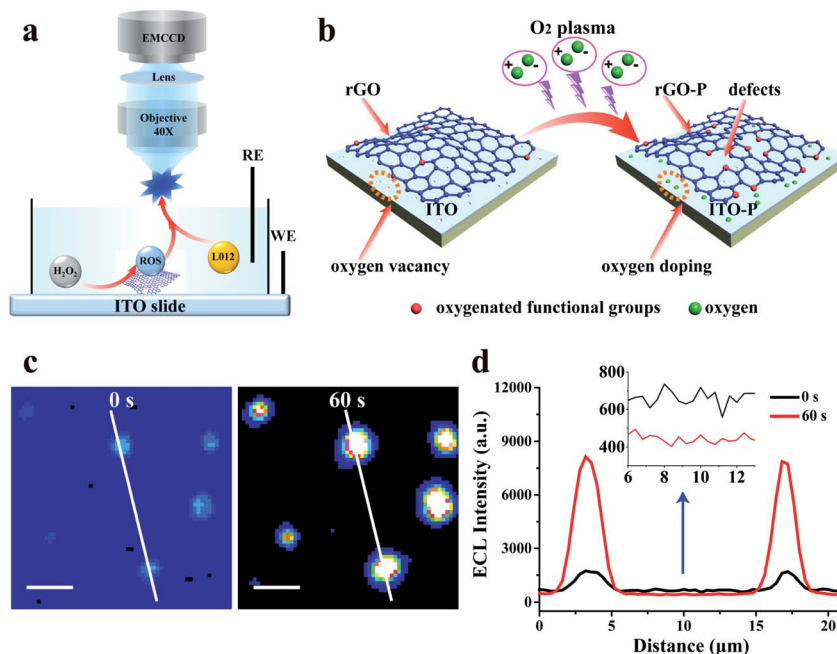 a
EMCCD
Lens
Objective
40X
RE
WE
H₂O₂
ROS
L012
ITO slide
b
O₂ plasma
+ -
+ -
+ -
rGO
rGO-P
defects
ITO
ITO-P
oxygen vacancy
oxygen doping
oxygenated functional groups
oxygen
c
0 s
60 s
d
ECL Intensity (a.u.)
12000
9000
7500
3000
1500
0
800
600
400
6 8 10 12
0 s
60 s
0 5 10 15 20
Distance (µm)